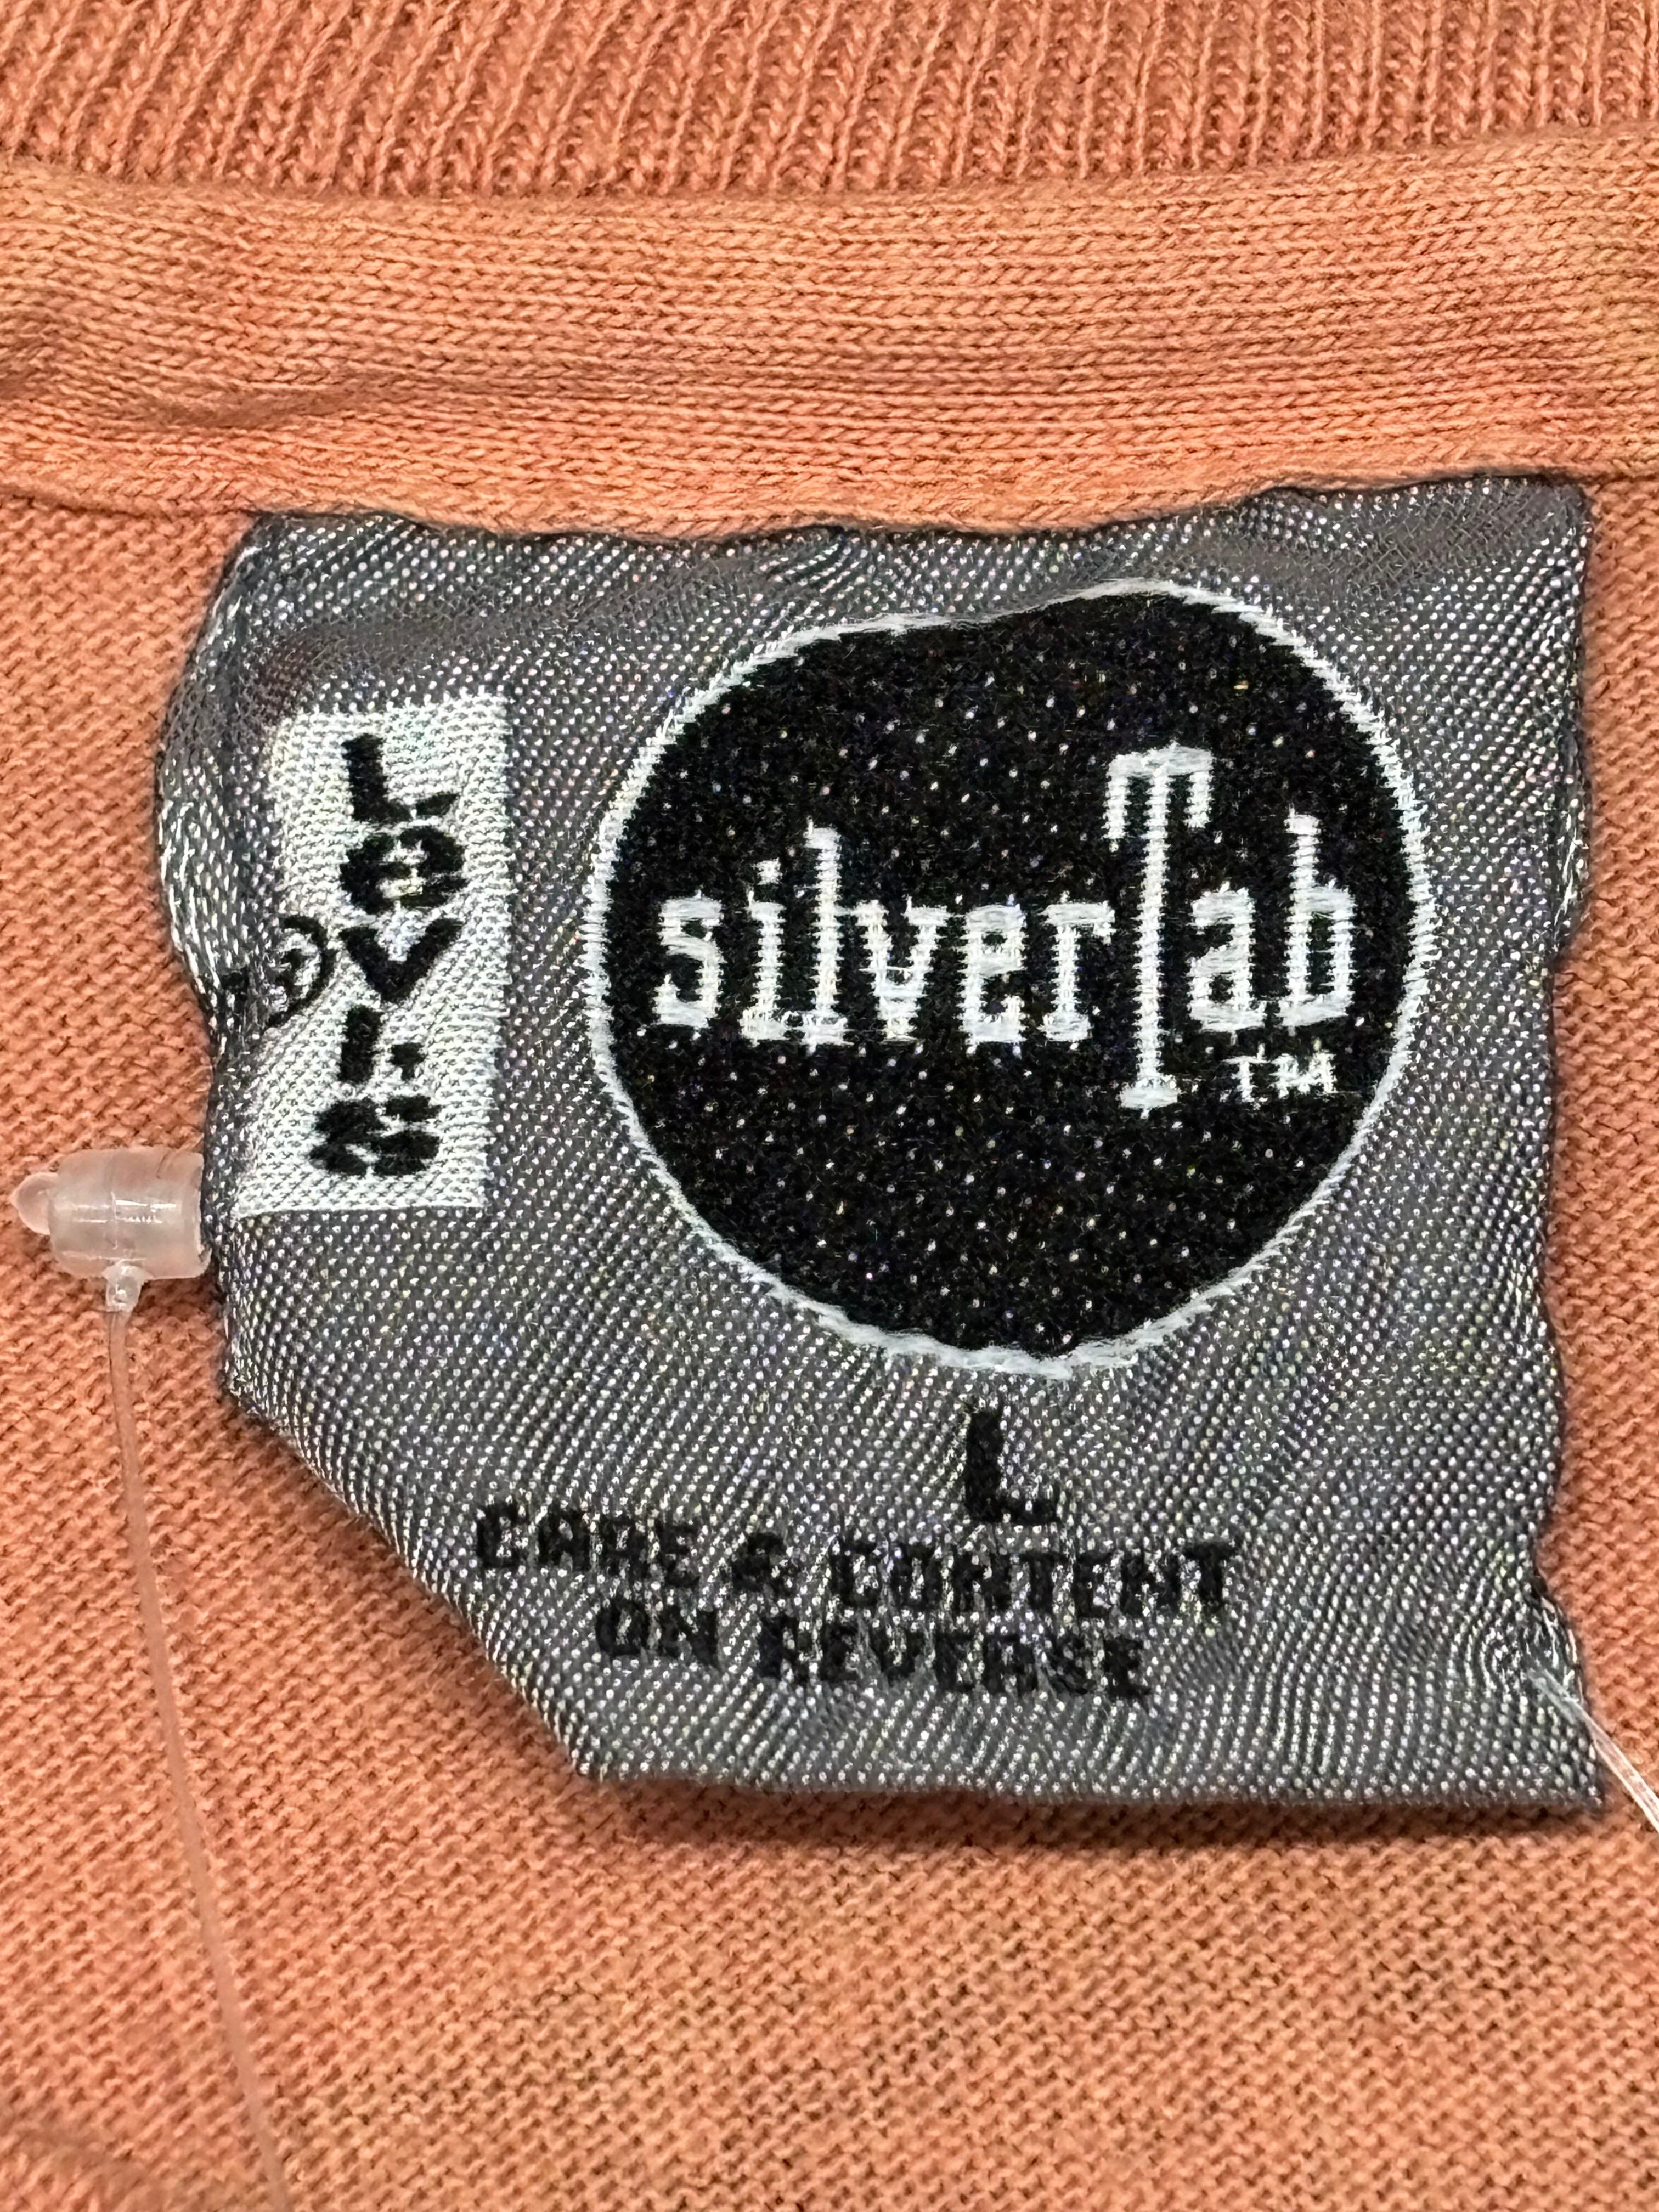 Levi's
®
silverTab
™
L
CARE & CONTENT
ON REVERSE